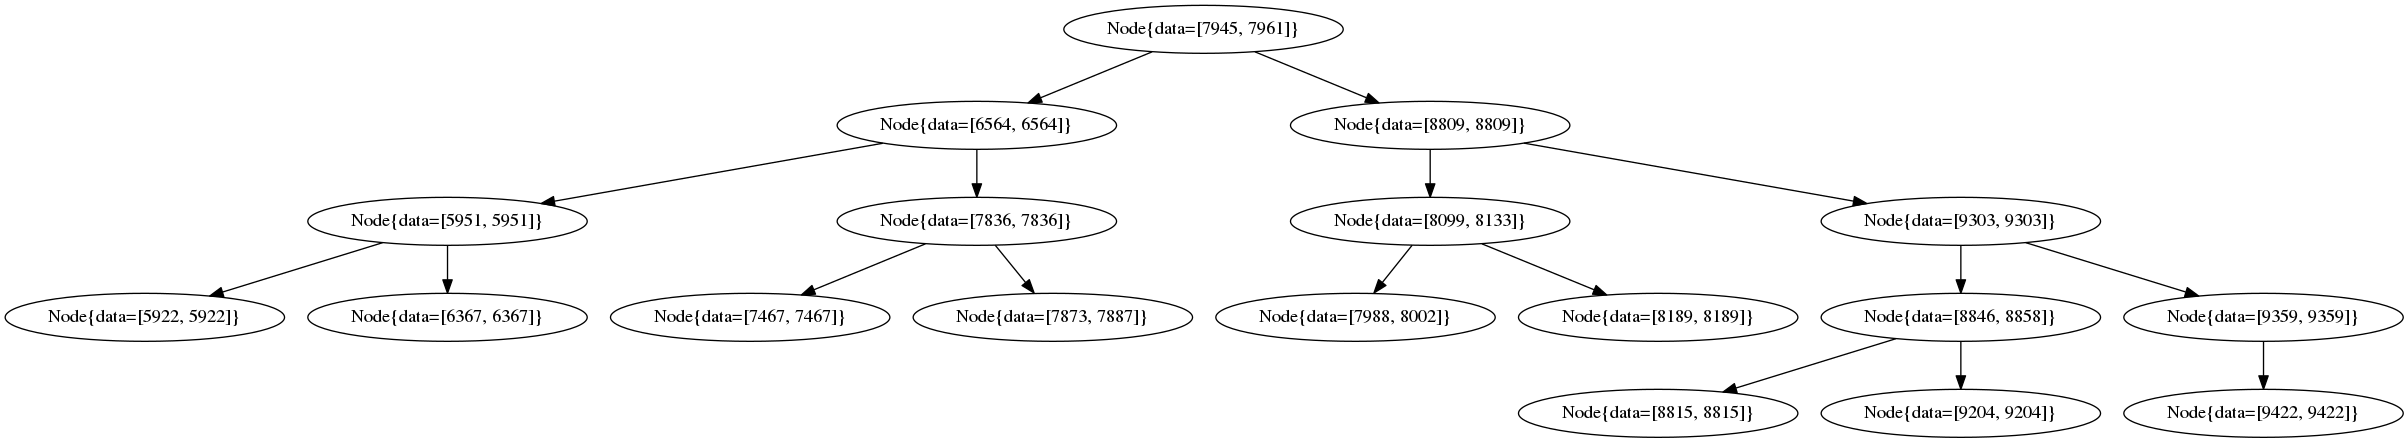 Node{data=[7945, 7961]}
Node{data=[6564, 6564]}
Node{data=[8809, 8809]}
Node{data=[5951, 5951]}
Node{data=[7836, 7836]}
Node{data=[8099, 8133]}
Node{data=[9303, 9303]}
Node{data=[5922, 5922]}
Node{data=[6367, 6367]}
Node{data=[7467, 7467]}
Node{data=[7873, 7887]}
Node{data=[7988, 8002]}
Node{data=[8189, 8189]}
Node{data=[8846, 8858]}
Node{data=[9359, 9359]}
Node{data=[8815, 8815]}
Node{data=[9204, 9204]}
Node{data=[9422, 9422]}